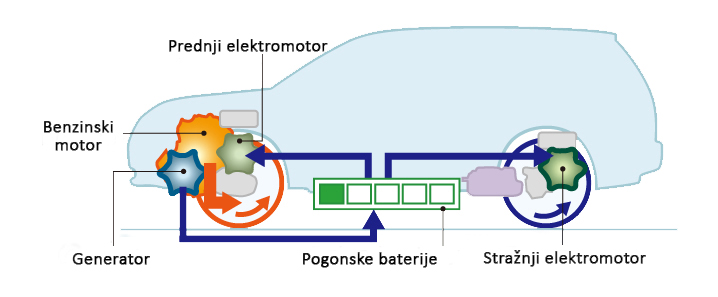 Prednji elektromotor
Benzinski
motor
Generator
Pogonske baterije
Stražnji elektromotor